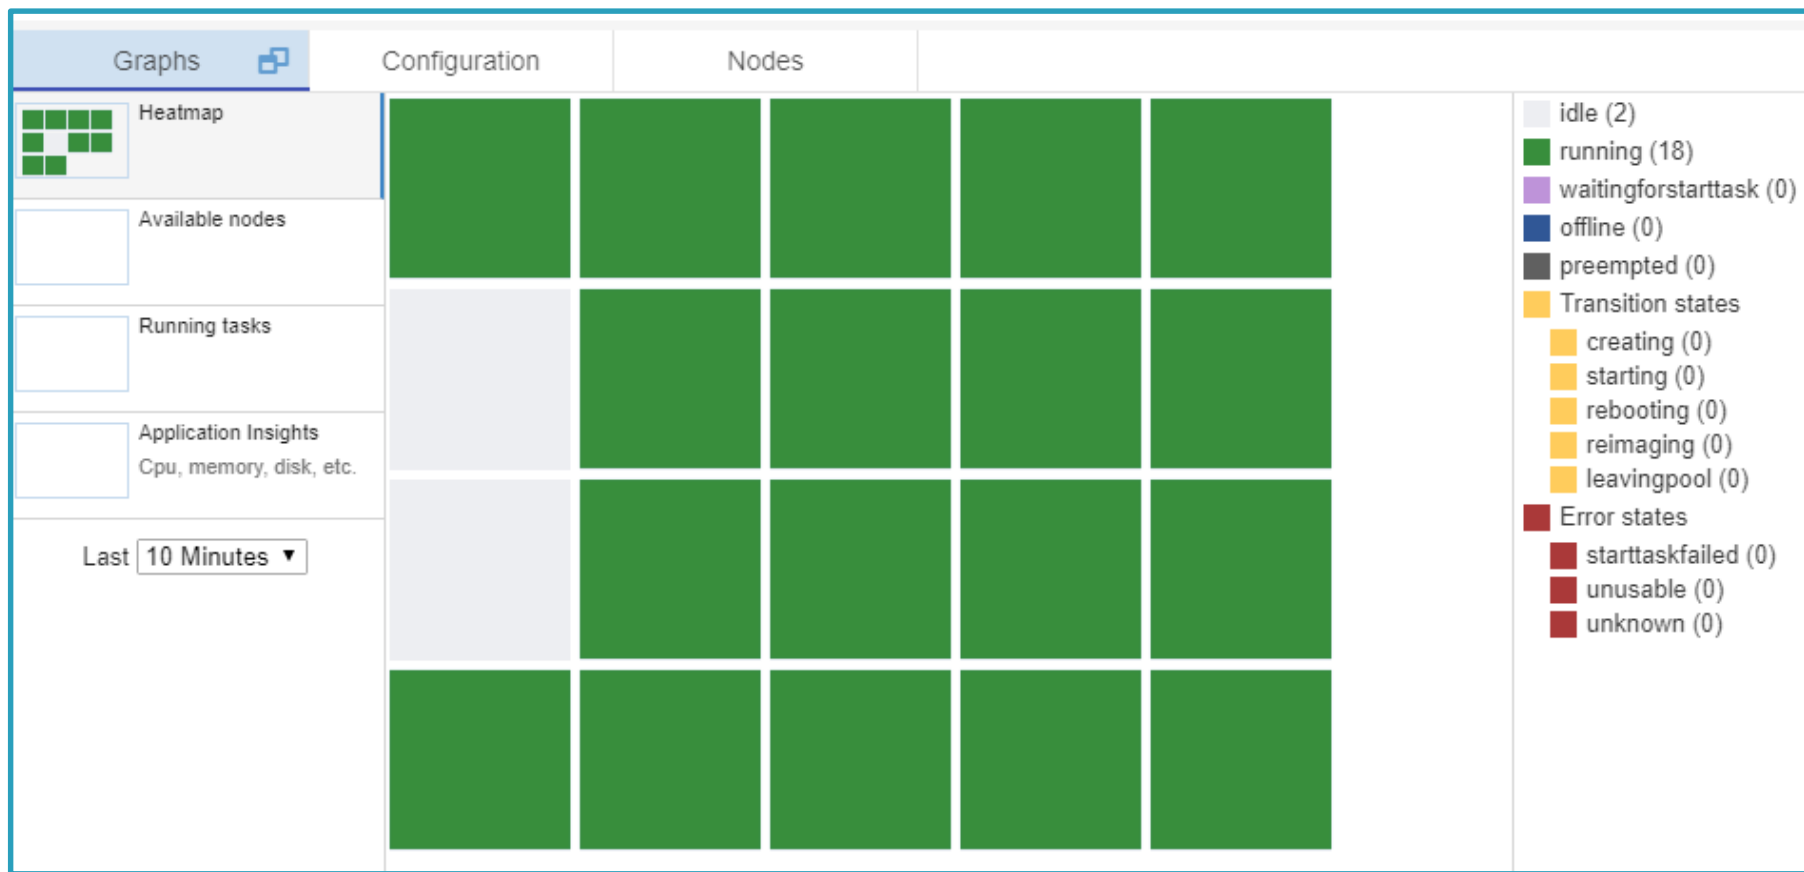 Graphs
Configuration
Nodes
Heatmap
Available nodes
Running tasks
Application Insights
Cpu, memory, disk, etc.
Last 10 Minutes
idle (2)
running (18)
waitingforstarttask (0)
offline (0)
preempted (0)
Transition states
creating (0)
starting (0)
rebooting (0)
reimaging (0)
leavingpool (0)
Error states
starttaskfailed (0)
unusable (0)
unknown (0)